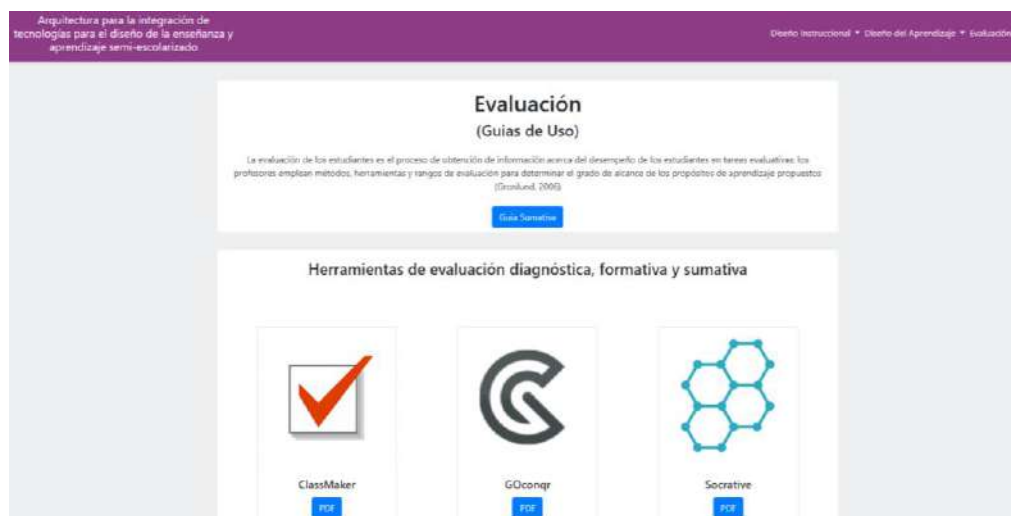 Arquitectura para la integración de
tecnologías para el diseño de la enseñanza y
aprendizaje semi-escolarizado
Diseño Instruccional
Diseño del Aprendizaje
Evaluación
Evaluación
(Guias de Uso)
La evaluación de los estudiantes es el proceso de obtención de información acerca del desempeño de los estudiantes en tareas evaluativas: los
profesores emplean métodos, herramientas y rangos de evaluación para determinar el grado de alcance de los propósitos de aprendizaje propuestos
(Gronlund, 2006)
Guia Sumativa
Herramientas de evaluación diagnóstica, formativa y sumativa
ClassMaker
GOconqr
Socrative
PDF
PDF
PDF